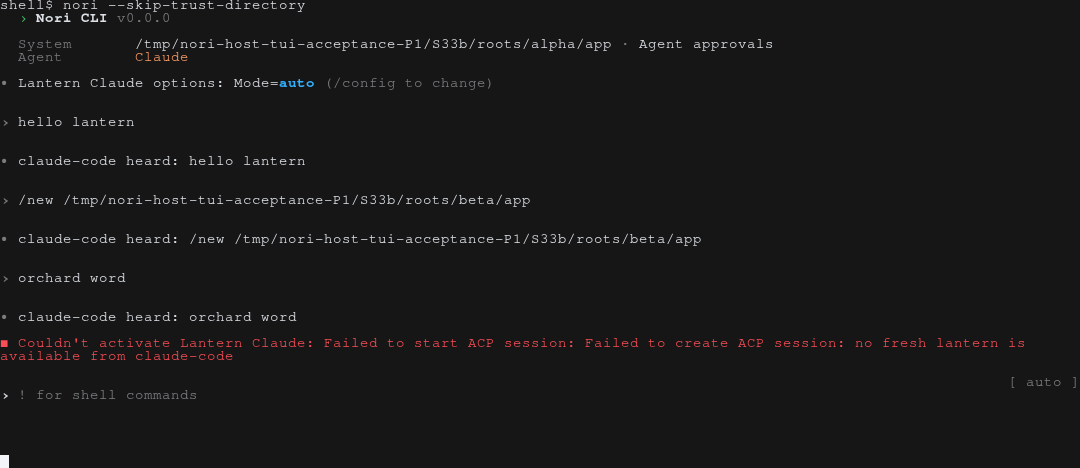 shell$ nori --skip-trust-directory
› Nori CLI v0.0.0
System /tmp/nori-host-tui-acceptance-P1/S33b/roots/alpha/app · Agent approvals
Agent Claude
• Lantern Claude options: Mode=auto (/config to change)
› hello lantern
• claude-code heard: hello lantern
› /new /tmp/nori-host-tui-acceptance-P1/S33b/roots/beta/app
• claude-code heard: /new /tmp/nori-host-tui-acceptance-P1/S33b/roots/beta/app
› orchard word
• claude-code heard: orchard word
■ Couldn't activate Lantern Claude: Failed to start ACP session: Failed to create ACP session: no fresh lantern is
available from claude-code
[ auto ]
› ! for shell commands